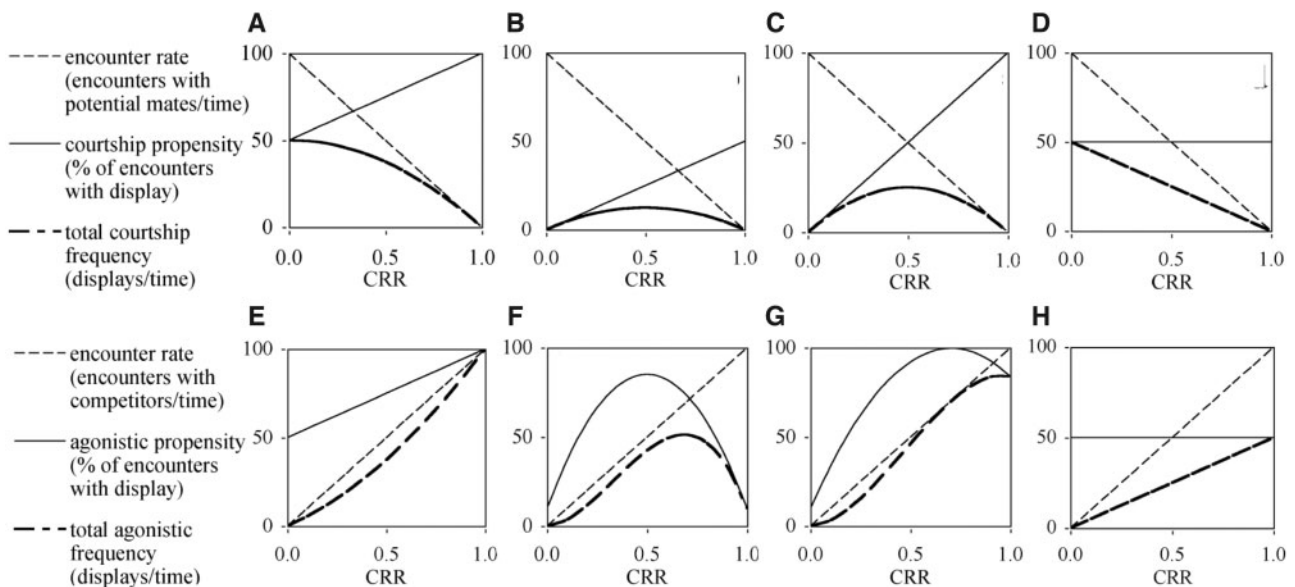 A B C D
encounter rate
(encounters with
potential mates/time)
courtship propensity
(% of encounters
with display)
total courtship
frequency
(displays/time)
100
50
0
0.0 0.5 1.0
CRR
100
50
0
0.0 0.5 1.0
CRR
100
50
0
0.0 0.5 1.0
CRR
100
50
0
0.0 0.5 1.0
CRR
E F G H
encounter rate
(encounters with
competitors/time)
agonistic propensity
(% of encounters
with display)
total agonistic
frequency
(displays/time)
100
50
0
0.0 0.5 1.0
CRR
100
50
0
0.0 0.5 1.0
CRR
100
50
0
0.0 0.5 1.0
CRR
100
50
0
0.0 0.5 1.0
CRR